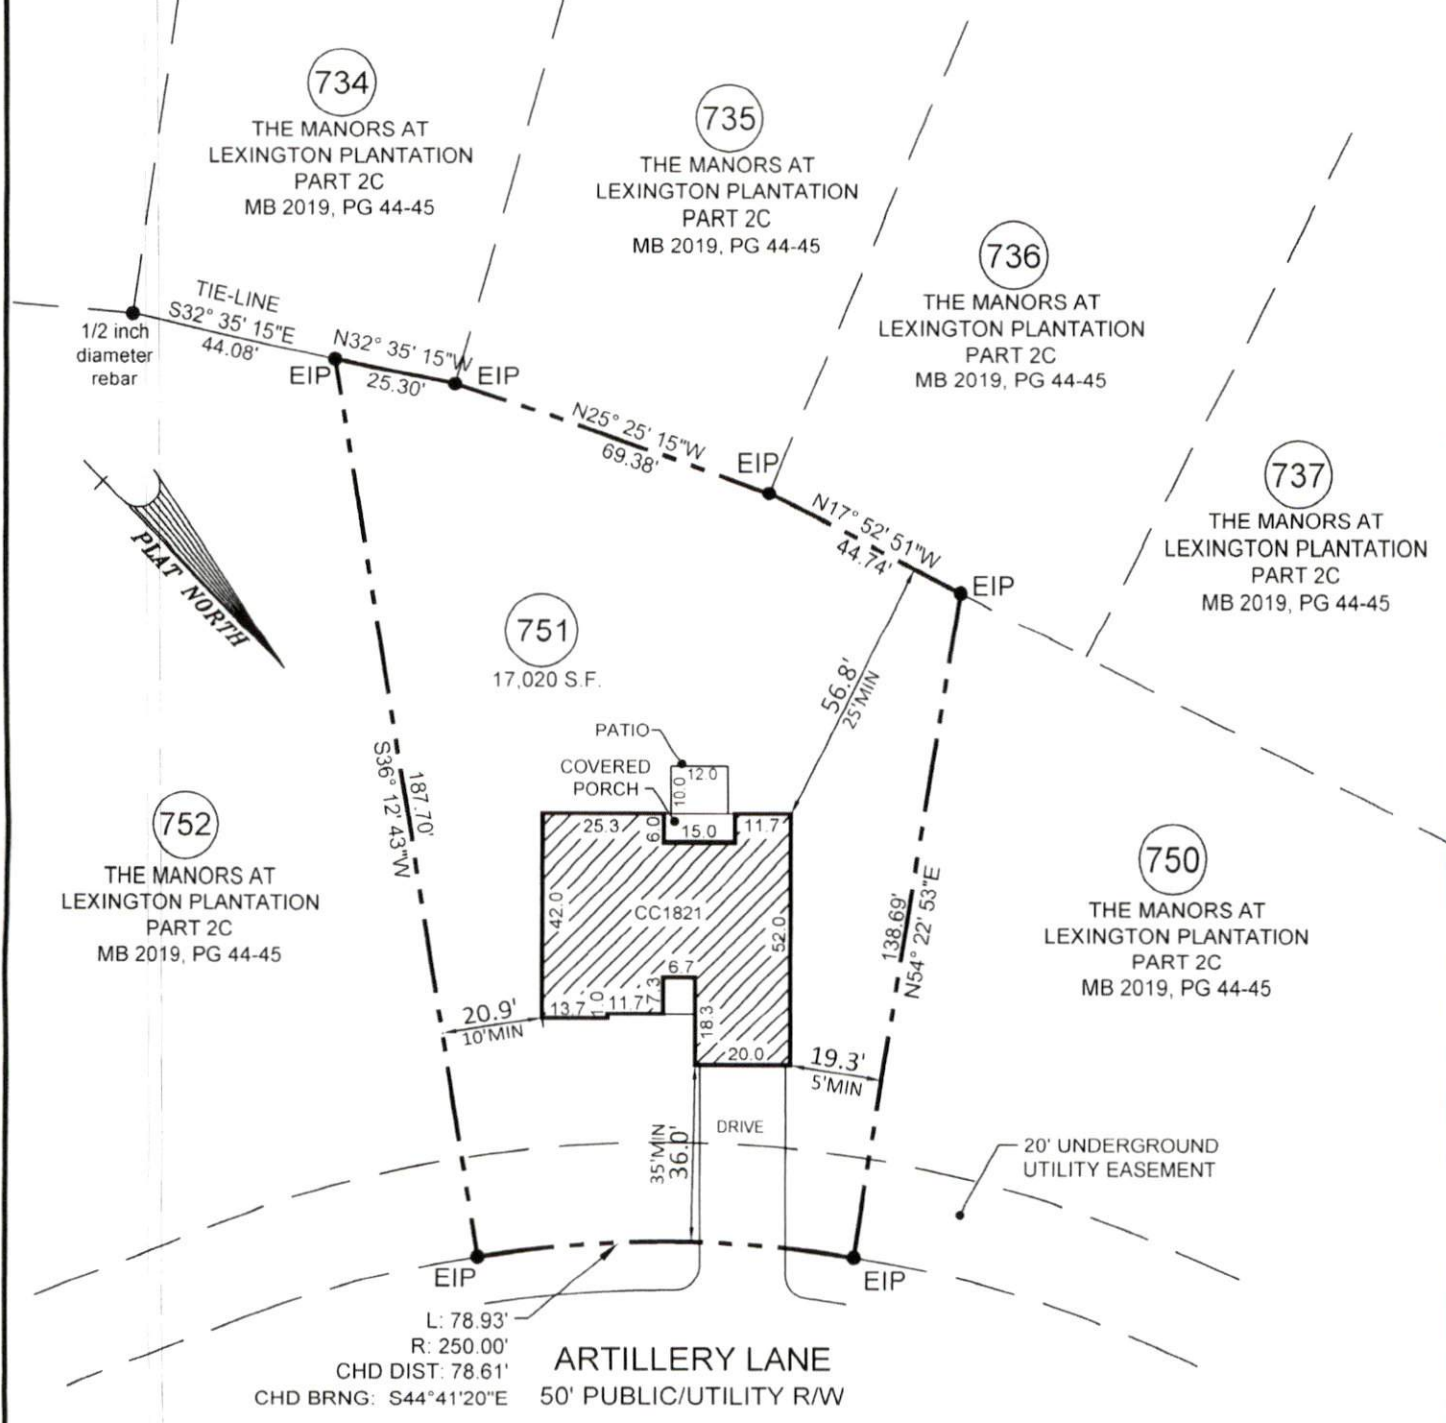 734
THE MANORS AT
LEXINGTON PLANTATION
PART 2C
MB 2019, PG 44-45
735
THE MANORS AT
LEXINGTON PLANTATION
PART 2C
MB 2019, PG 44-45
736
THE MANORS AT
LEXINGTON PLANTATION
PART 2C
MB 2019, PG 44-45
737
THE MANORS AT
LEXINGTON PLANTATION
PART 2C
MB 2019, PG 44-45
TIE-LINE
S32° 35' 15"E
44.08'
1/2 inch
diameter
rebar
N32° 35' 15"W
25.30'
EIP
EIP
N25° 25' 15"W
69.38'
EIP
N17° 52' 51"W
44.74'
EIP
PLAT NORTH
751
17,020 S.F.
56.8'
25'MIN
PATIO
COVERED
PORCH
12.0
10.0
25.3
6.0
15.0
11.7
187.70'
S36° 12' 43"W
752
THE MANORS AT
LEXINGTON PLANTATION
PART 2C
MB 2019, PG 44-45
42.0
CC1821
52.0
138.69'
N54° 22' 53"E
750
THE MANORS AT
LEXINGTON PLANTATION
PART 2C
MB 2019, PG 44-45
6.7
13.7
1.0
11.7
7.3
18.3
20.0
20.9'
10'MIN
19.3'
5'MIN
35'MIN
36.0'
DRIVE
20' UNDERGROUND
UTILITY EASEMENT
EIP
EIP
L: 78.93'
R: 250.00'
CHD DIST: 78.61'
CHD BRNG: S44°41'20"E
ARTILLERY LANE
50' PUBLIC/UTILITY R/W